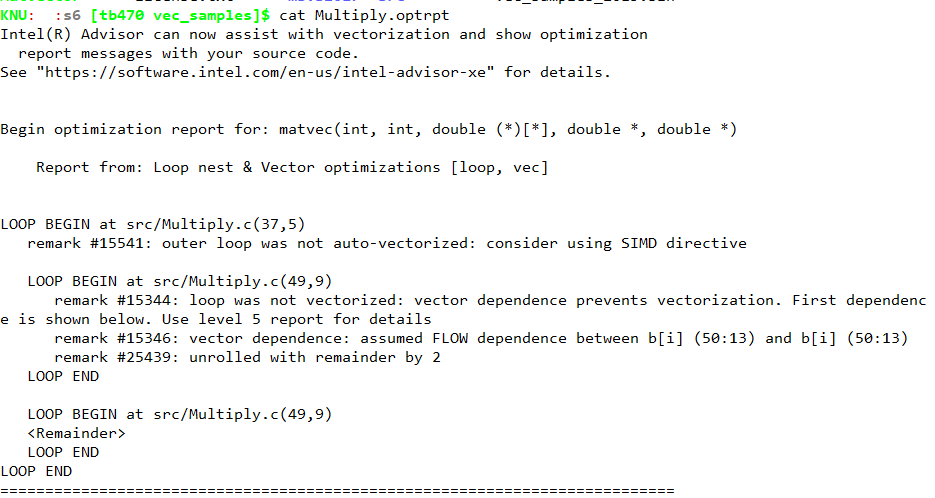 KNU:  :s6 [tb470 vec_samples]$ cat Multiply.optrpt
Intel(R) Advisor can now assist with vectorization and show optimization
  report messages with your source code.
See "https://software.intel.com/en-us/intel-advisor-xe" for details.
Begin optimization report for: matvec(int, int, double (*)[*], double *, double *)
    Report from: Loop nest & Vector optimizations [loop, vec]
LOOP BEGIN at src/Multiply.c(37,5)
   remark #15541: outer loop was not auto-vectorized: consider using SIMD directive
   LOOP BEGIN at src/Multiply.c(49,9)
      remark #15344: loop was not vectorized: vector dependence prevents vectorization. First dependenc
e is shown below. Use level 5 report for details
      remark #15346: vector dependence: assumed FLOW dependence between b[i] (50:13) and b[i] (50:13)
      remark #25439: unrolled with remainder by 2
   LOOP END
   LOOP BEGIN at src/Multiply.c(49,9)
   <Remainder>
   LOOP END
LOOP END
===========================================================================